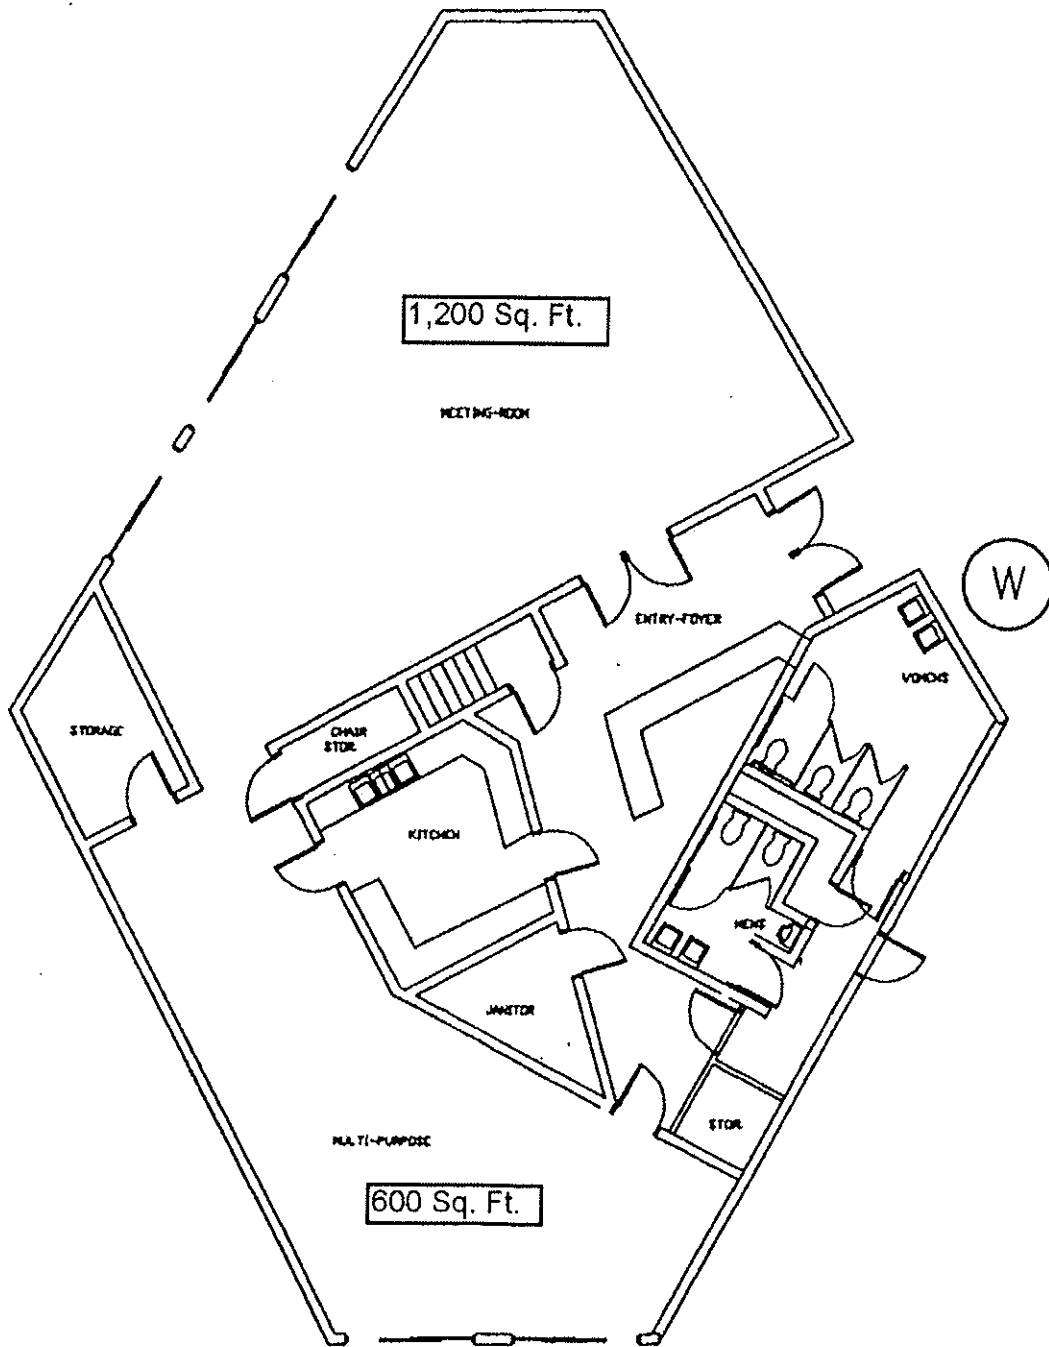 1,200 Sq. Ft.
MEETING-ROOM
W
ENTRY-FOYER
WOMENS
STORAGE
CHAIR
STOR.
KITCHEN
MENS
JANITOR
STOR.
MULTI-PURPOSE
600 Sq. Ft.